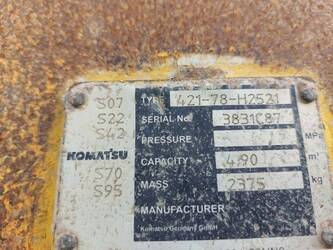 S07 TYPE 421-78-H2521
S22 SERIAL No. 3831C87
S42 PRESSURE MPa
KOMATSU CAPACITY 4.90 m³
S70 MASS 2375 kg
S95
MANUFACTURER
Komatsu Germany GmbH